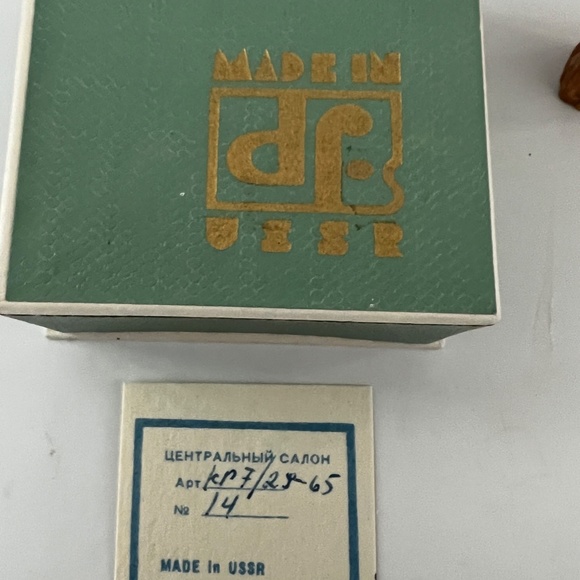 MADE IN
USSR
ЦЕНТРАЛЬНЫЙ САЛОН
Арт КР7/28-65
№ 14
MADE in USSR